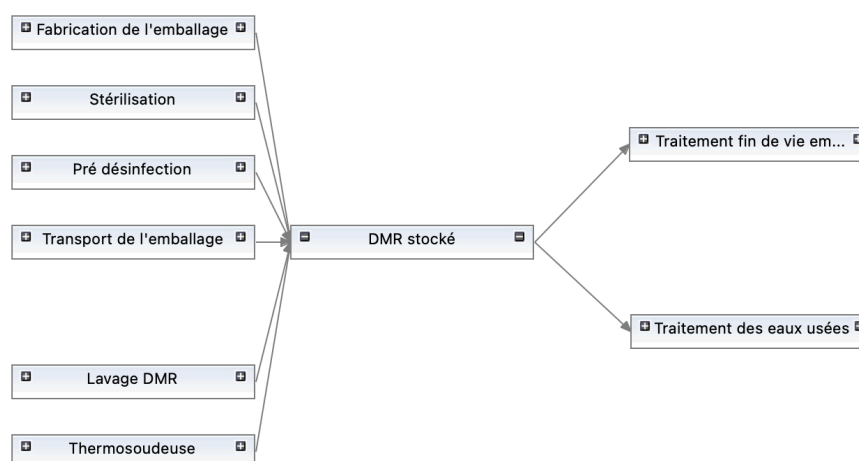 Fabrication de l'emballage
Stérilisation
Pré désinfection
Transport de l'emballage
Lavage DMR
Thermosoudeuse
DMR stocké
Traitement fin de vie em...
Traitement des eaux usées